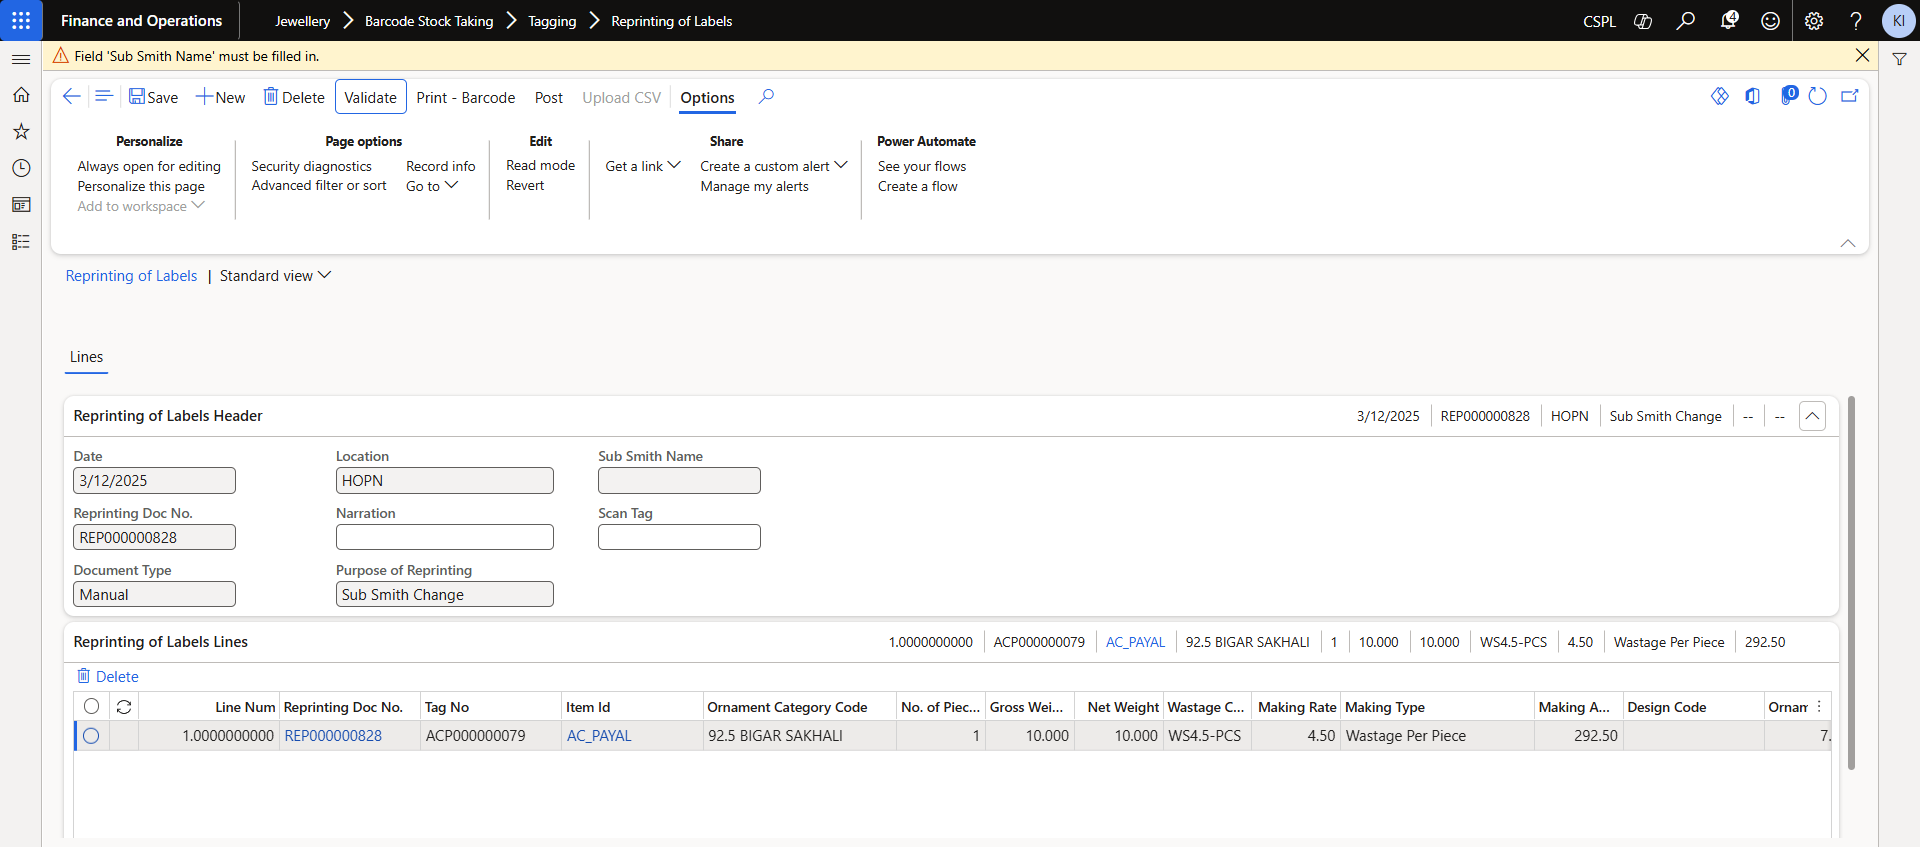 Finance and Operations
Jewellery > Barcode Stock Taking > Tagging > Reprinting of Labels
CSPL
4
?
KI
Field 'Sub Smith Name' must be filled in.
Save New Delete Validate Print - Barcode Post Upload CSV Options
0
Personalize
Always open for editing
Personalize this page
Add to workspace
Page options
Security diagnostics
Advanced filter or sort
Record info
Go to
Edit
Read mode
Revert
Share
Get a link
Create a custom alert
Manage my alerts
Power Automate
See your flows
Create a flow
Reprinting of Labels | Standard view
Lines
Reprinting of Labels Header
3/12/2025 REP000000828 HOPN Sub Smith Change -- --
Date
3/12/2025
Reprinting Doc No.
REP000000828
Document Type
Manual
Location
HOPN
Narration
Purpose of Reprinting
Sub Smith Change
Sub Smith Name
Scan Tag
Reprinting of Labels Lines
1.0000000000 ACP000000079 AC_PAYAL 92.5 BIGAR SAKHALI 1 10.000 10.000 WS4.5-PCS 4.50 Wastage Per Piece 292.50
Delete
Line Num Reprinting Doc No. Tag No Item Id Ornament Category Code No. of Piec... Gross Wei... Net Weight Wastage C... Making Rate Making Type Making A... Design Code Ornam
1.0000000000 REP000000828 ACP000000079 AC_PAYAL 92.5 BIGAR SAKHALI 1 10.000 10.000 WS4.5-PCS 4.50 Wastage Per Piece 292.50 7.